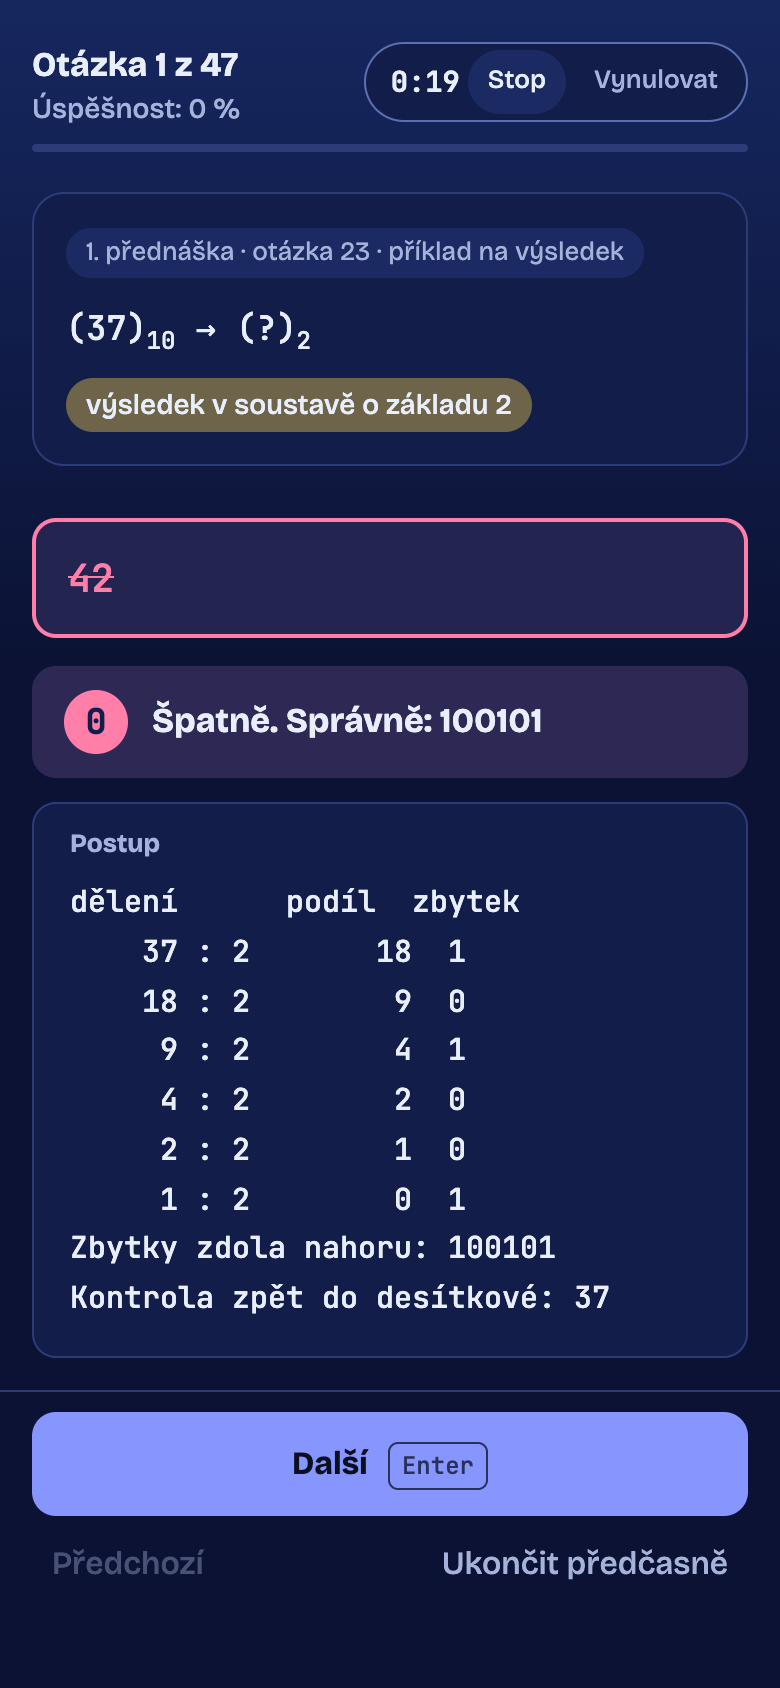 Otázka 1 z 47
Úspěšnost: 0 %
0:19 Stop Vynulovat
1. přednáška · otázka 23 · příklad na výsledek
(37)₁₀ → (?)₂
výsledek v soustavě o základu 2
42
0 Špatně. Správně: 100101
Postup
dělení podíl zbytek
37 : 2 18 1
18 : 2 9 0
9 : 2 4 1
4 : 2 2 0
2 : 2 1 0
1 : 2 0 1
Zbytky zdola nahoru: 100101
Kontrola zpět do desítkové: 37
Další Enter
Předchozí Ukončit předčasně